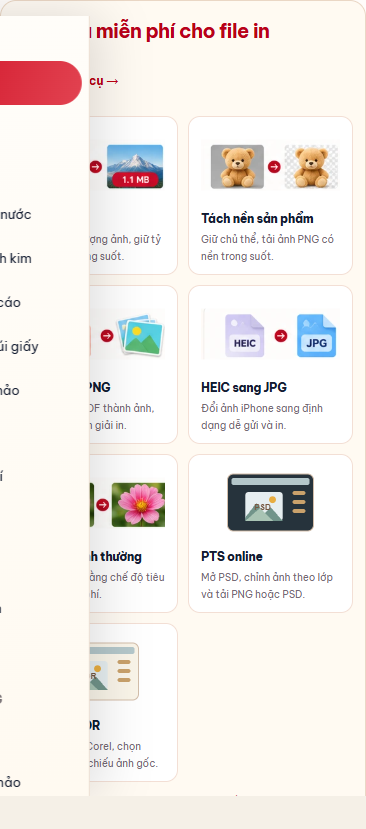 miễn phí cho file in
cụ →
1.1 MB
ợng ảnh, giữ tỷ
ng suốt.
Tách nền sản phẩm
Giữ chủ thể, tải ảnh PNG có
nền trong suốt.
nước
h kim
cáo
úi giấy
hảo
í
PNG
DF thành ảnh,
n giải in.
HEIC
JPG
HEIC sang JPG
Đổi ảnh iPhone sang định
dạng dễ gửi và in.
nh thường
ằng chế độ tiêu
hí.
PSD
PTS online
Mở PSD, chỉnh ảnh theo lớp
và tải PNG hoặc PSD.
DR
Corel, chọn
chiếu ảnh gốc.
hảo